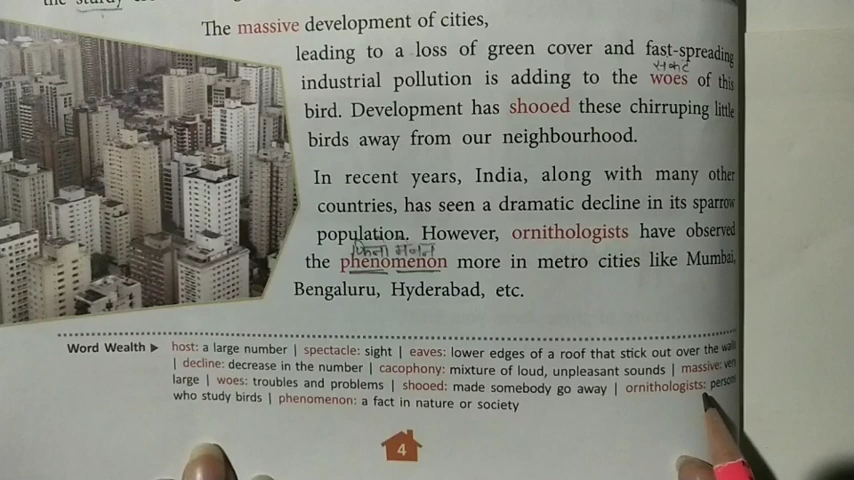 the sturdy
The massive development of cities,
leading to a loss of green cover and fast-spreading
संकट
industrial pollution is adding to the woes of this
bird. Development has shooed these chirruping little
birds away from our neighbourhood.
In recent years, India, along with many other
countries, has seen a dramatic decline in its sparrow
population. However, ornithologists have observed
the phenomenon more in metro cities like Mumbai,
Bengaluru, Hyderabad, etc.
Word Wealth ▶ host: a large number | spectacle: sight | eaves: lower edges of a roof that stick out over the walls
| decline: decrease in the number | cacophony: mixture of loud, unpleasant sounds | massive: very
large | woes: troubles and problems | shooed: made somebody go away | ornithologists: person
who study birds | phenomenon: a fact in nature or society
4